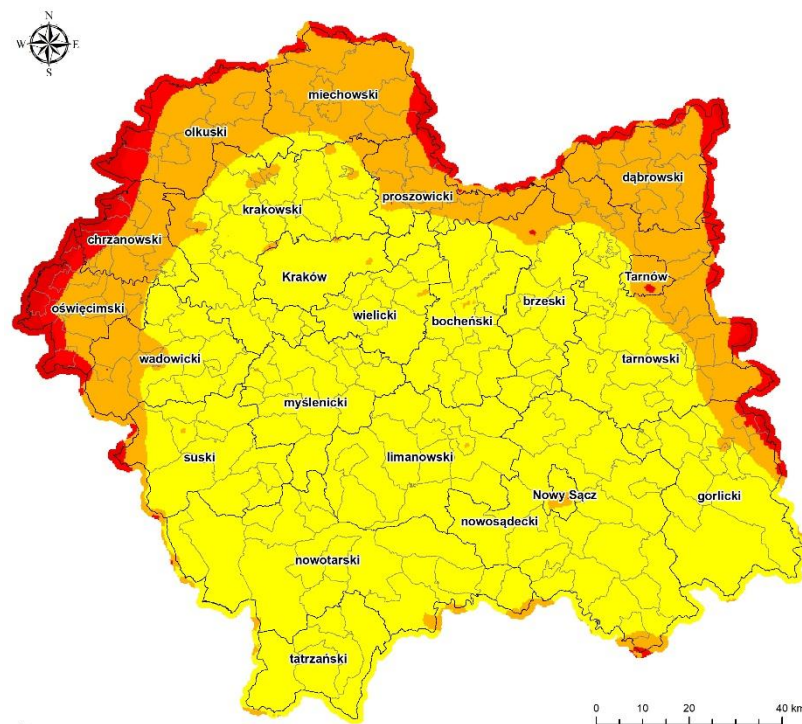 N
W E
S
miechowski
olkuski
dąbrowski
proszowicki
krakowski
chrzanowski
Kraków
Tarnów
oświęcimski
brzeski
wielicki
bocheński
wadowicki
tarnowski
myślenicki
suski
limanowski
Nowy Sącz
gorlicki
nowosądecki
nowotarski
tatrzański
0 10 20 40 km